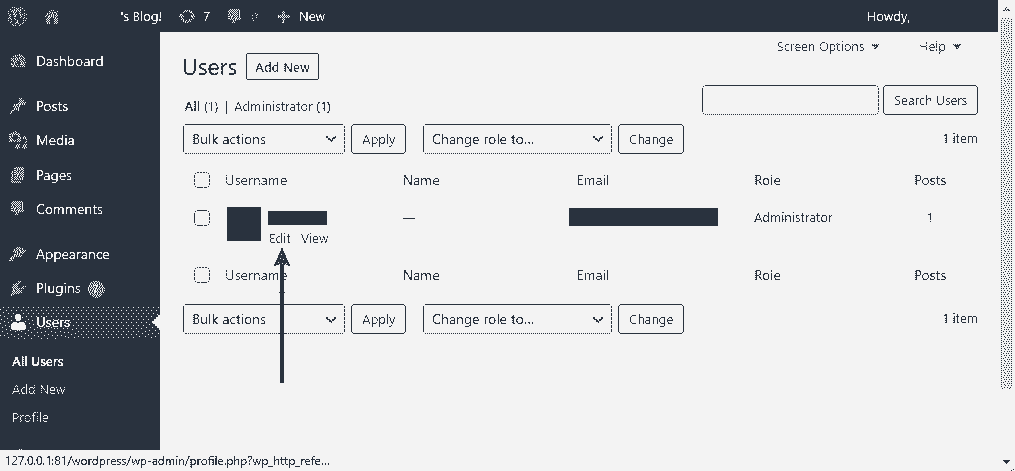 's Blog! 7 New Howdy,
Screen Options Help
Dashboard
Posts
Media
Pages
Comments
Appearance
Plugins
Users
All Users
Add New
Profile
Users Add New
All (1) | Administrator (1)
Search Users
Bulk actions Apply Change role to... Change 1 item
Username Name Email Role Posts
— Administrator 1
Edit View
Username Name Email Role Posts
Bulk actions Apply Change role to... Change 1 item
127.0.0.1:81/wordpress/wp-admin/profile.php?wp_http_refe...